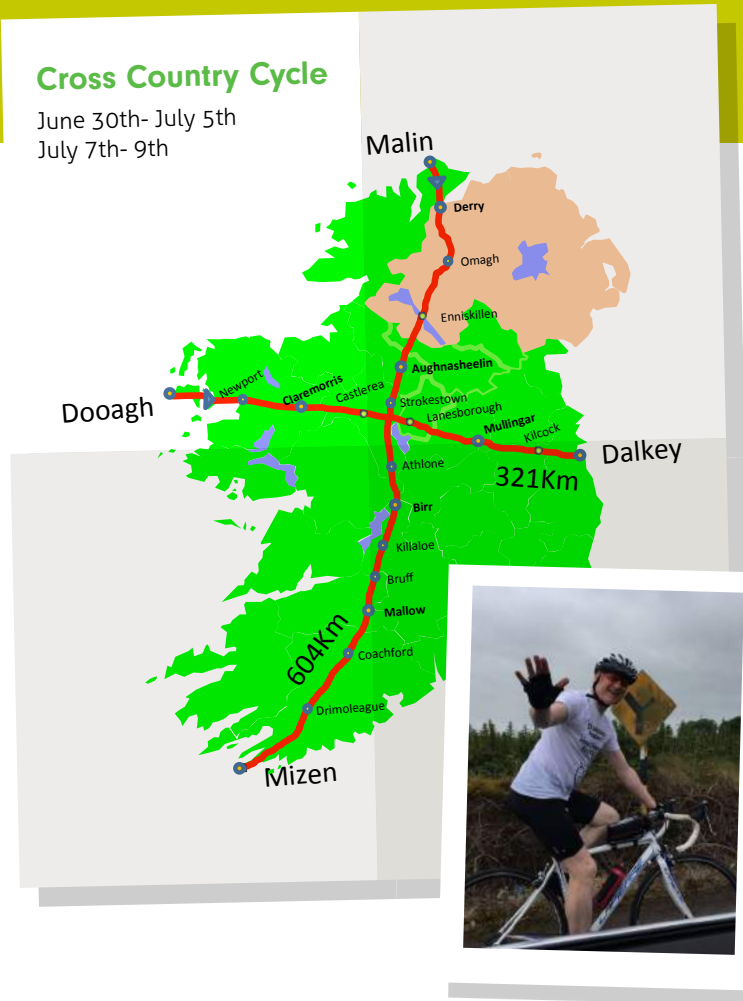 Cross Country Cycle
June 30th- July 5th
July 7th- 9th
Malin
Derry
Omagh
Enniskillen
Aughnasheelin
Dooagh
Newport
Claremorris
Castlerea
Strokestown
Lanesborough
Mullingar
Kilcock
Dalkey
321Km
Athlone
Birr
Killaloe
Bruff
Mallow
604Km
Coachford
Drimoleague
Mizen